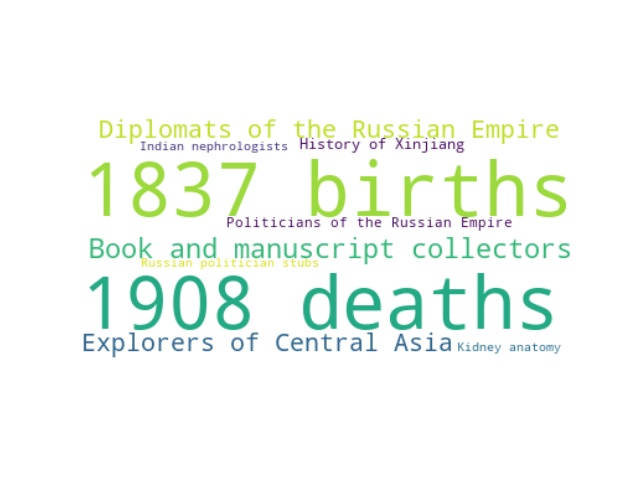 Diplomats of the Russian Empire
Indian nephrologists History of Xinjiang
1837 births
Politicians of the Russian Empire
Book and manuscript collectors
Russian politician stubs
1908 deaths
Explorers of Central Asia Kidney anatomy